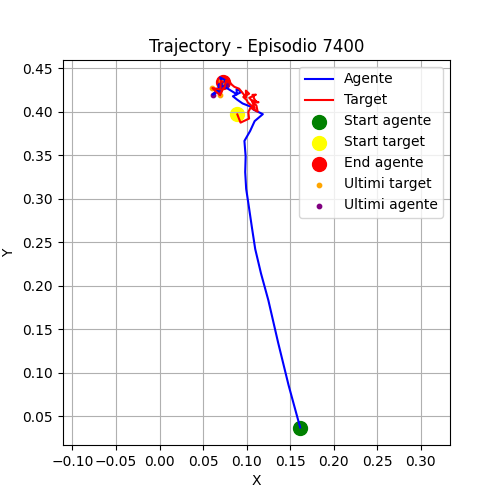 Trajectory - Episodio 7400
Agente
Target
Start agente
Start target
End agente
Ultimi target
Ultimi agente
Y
0.45
0.40
0.35
0.30
0.25
0.20
0.15
0.10
0.05
−0.10 −0.05 0.00 0.05 0.10 0.15 0.20 0.25 0.30
X